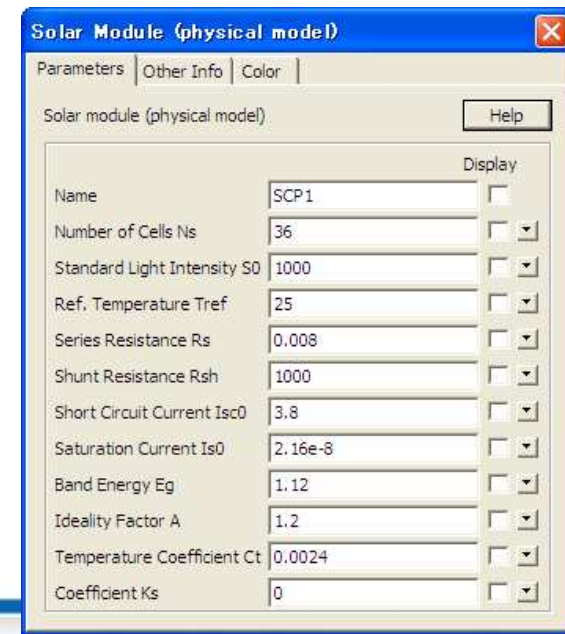 Solar Module (physical model)
Parameters Other Info Color
Solar module (physical model) Help
Display
Name SCP1
Number of Cells Ns 36
Standard Light Intensity S0 1000
Ref. Temperature Tref 25
Series Resistance Rs 0.008
Shunt Resistance Rsh 1000
Short Circuit Current Isc0 3.8
Saturation Current Is0 2.16e-8
Band Energy Eg 1.12
Ideality Factor A 1.2
Temperature Coefficient Ct 0.0024
Coefficient Ks 0